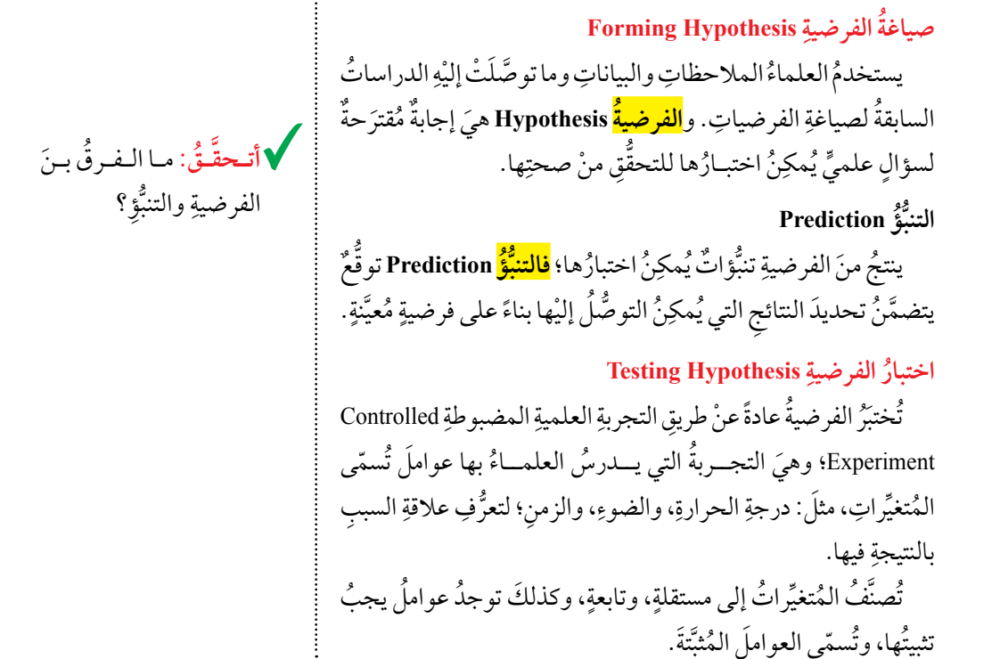 صياغةُ الفرضيةِ Forming Hypothesis
يستخدمُ العلماءُ الملاحظاتِ والبياناتِ وما توصَّلَتْ إليْهِ الدراساتُ
السابقةُ لصياغةِ الفرضياتِ. والفرضيةُ Hypothesis هيَ إجابةٌ مُقترَحةٌ
لسؤالٍ علميٍّ يُمكِنُ اختبارُها للتحقُّقِ منْ صحتِها.
التنبُّؤُ Prediction
ينتجُ منَ الفرضيةِ تنبُّؤاتٌ يُمكِنُ اختبارُها؛ فالتنبُّؤُ Prediction توقُّعٌ
يتضمَّنُ تحديدَ النتائجِ التي يُمكِنُ التوصُّلُ إليْها بناءً على فرضيةٍ مُعيَّنةٍ.
اختبارُ الفرضيةِ Testing Hypothesis
تُختبَرُ الفرضيةُ عادةً عنْ طريقِ التجربةِ العلميةِ المضبوطةِ Controlled
Experiment؛ وهيَ التجربةُ التي يدرسُ العلماءُ بها عواملَ تُسمّى
المُتغيِّراتِ، مثلَ: درجةِ الحرارةِ، والضوءِ، والزمنِ؛ لتعرُّفِ علاقةِ السببِ
بالنتيجةِ فيها.
تُصنَّفُ المُتغيِّراتُ إلى مستقلةٍ، وتابعةٍ، وكذلكَ توجدُ عواملُ يجبُ
تثبيتُها، وتُسمّى العواملَ المُثبَّتةَ.
أتحقَّقُ: ما الفرقُ بينَ
الفرضيةِ والتنبُّؤِ؟